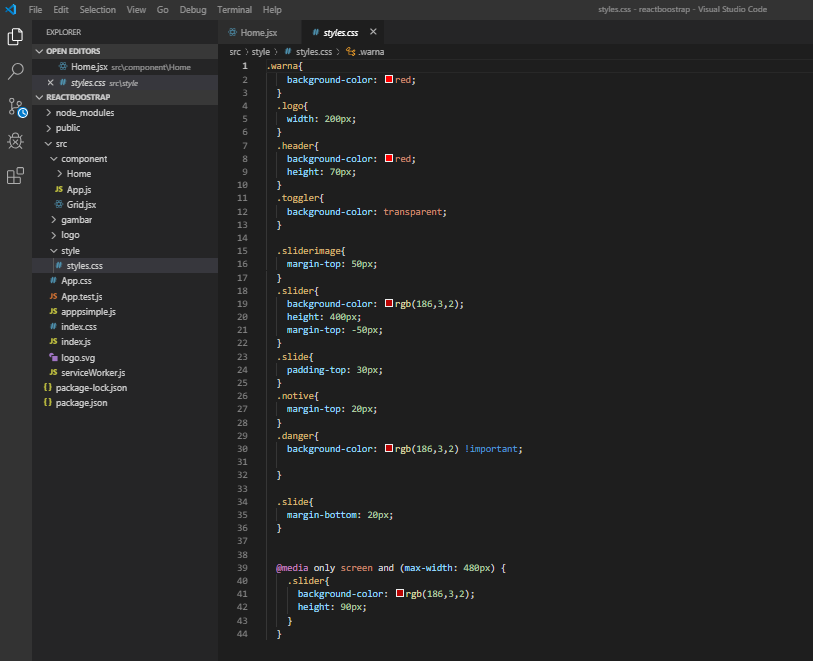 File Edit Selection View Go Debug Terminal Help
styles.css - reactboostrap - Visual Studio Code
EXPLORER
OPEN EDITORS
Home.jsx src\component\Home
styles.css src\style
REACTBOOSTRAP
node_modules
public
src
component
Home
JS App.js
Grid.jsx
gambar
logo
style
# styles.css
# App.css
JS App.test.js
JS apppsimple.js
# index.css
JS index.js
logo.svg
JS serviceWorker.js
{} package-lock.json
{} package.json
Home.jsx # styles.css
src > style > # styles.css > .warna
1 .warna{
2 background-color: red;
3 }
4 .logo{
5 width: 200px;
6 }
7 .header{
8 background-color: red;
9 height: 70px;
10 }
11 .toggler{
12 background-color: transparent;
13 }
14
15 .sliderimage{
16 margin-top: 50px;
17 }
18 .slider{
19 background-color: rgb(186,3,2);
20 height: 400px;
21 margin-top: -50px;
22 }
23 .slide{
24 padding-top: 30px;
25 }
26 .notive{
27 margin-top: 20px;
28 }
29 .danger{
30 background-color: rgb(186,3,2) !important;
31
32 }
33
34 .slide{
35 margin-bottom: 20px;
36 }
37
38
39 @media only screen and (max-width: 480px) {
40 .slider{
41 background-color: rgb(186,3,2);
42 height: 90px;
43 }
44 }